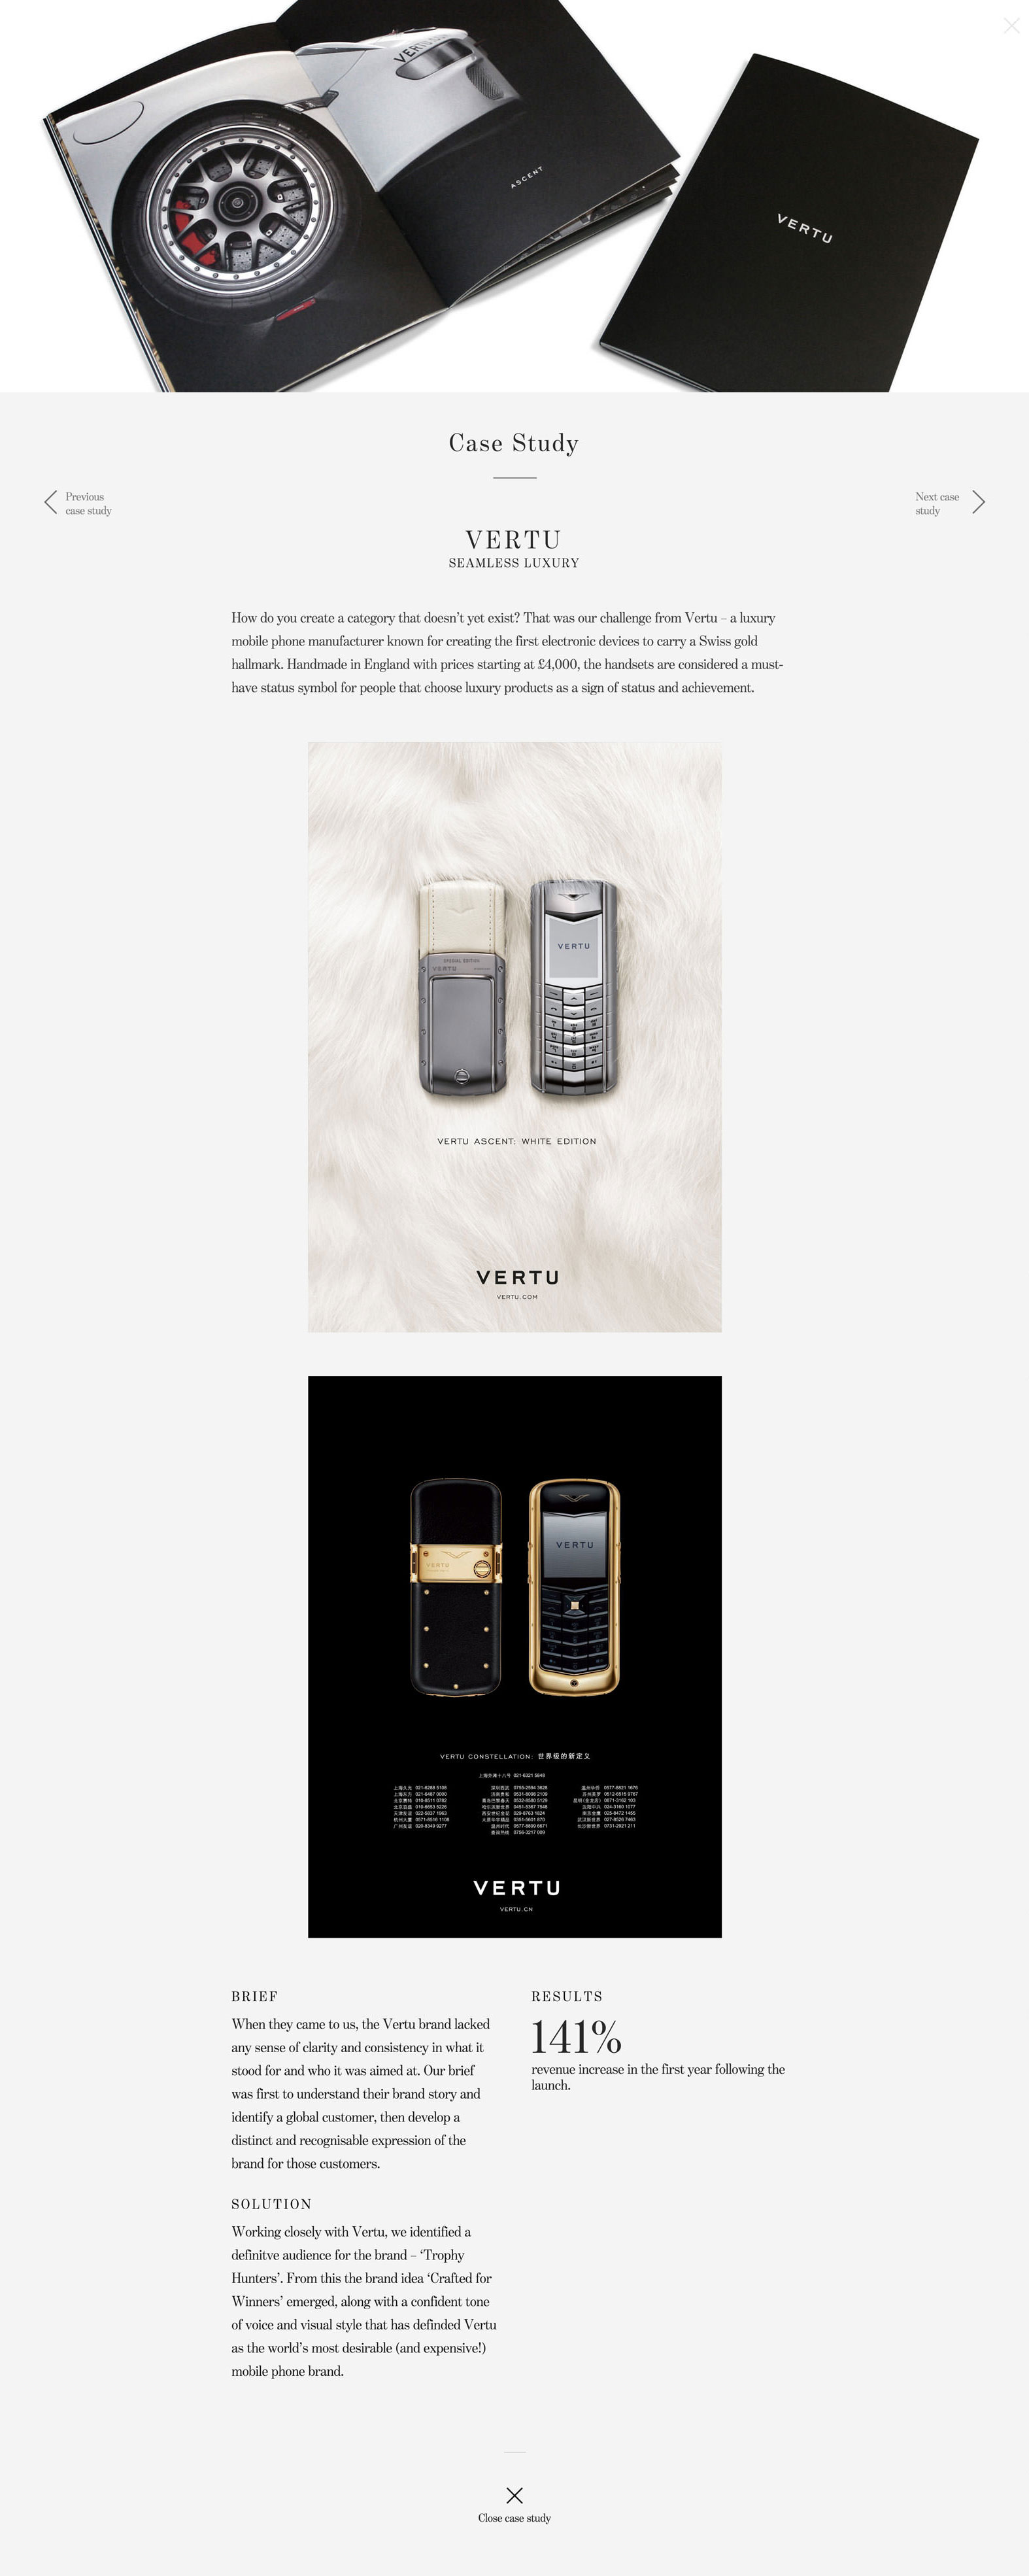 VERTU
ASCENT
VERTU
Case Study
Previous
case study
Next case
study
VERTU
SEAMLESS LUXURY
How do you create a category that doesn’t yet exist? That was our challenge from Vertu – a luxury
mobile phone manufacturer known for creating the first electronic devices to carry a Swiss gold
hallmark. Handmade in England with prices starting at £4,000, the handsets are considered a must-
have status symbol for people that choose luxury products as a sign of status and achievement.
SPECIAL EDITION
VERTU
VERTU
VERTU ASCENT: WHITE EDITION
VERTU
VERTU.COM
VERTU
VERTU
VERTU CONSTELLATION: 世界级的新定义
VERTU
VERTU.CN
BRIEF
When they came to us, the Vertu brand lacked
any sense of clarity and consistency in what it
stood for and who it was aimed at. Our brief
was first to understand their brand story and
identify a global customer, then develop a
distinct and recognisable expression of the
brand for those customers.
SOLUTION
Working closely with Vertu, we identified a
definitve audience for the brand – ‘Trophy
Hunters’. From this the brand idea ‘Crafted for
Winners’ emerged, along with a confident tone
of voice and visual style that has definded Vertu
as the world’s most desirable (and expensive!)
mobile phone brand.
RESULTS
141%
revenue increase in the first year following the
launch.
Close case study